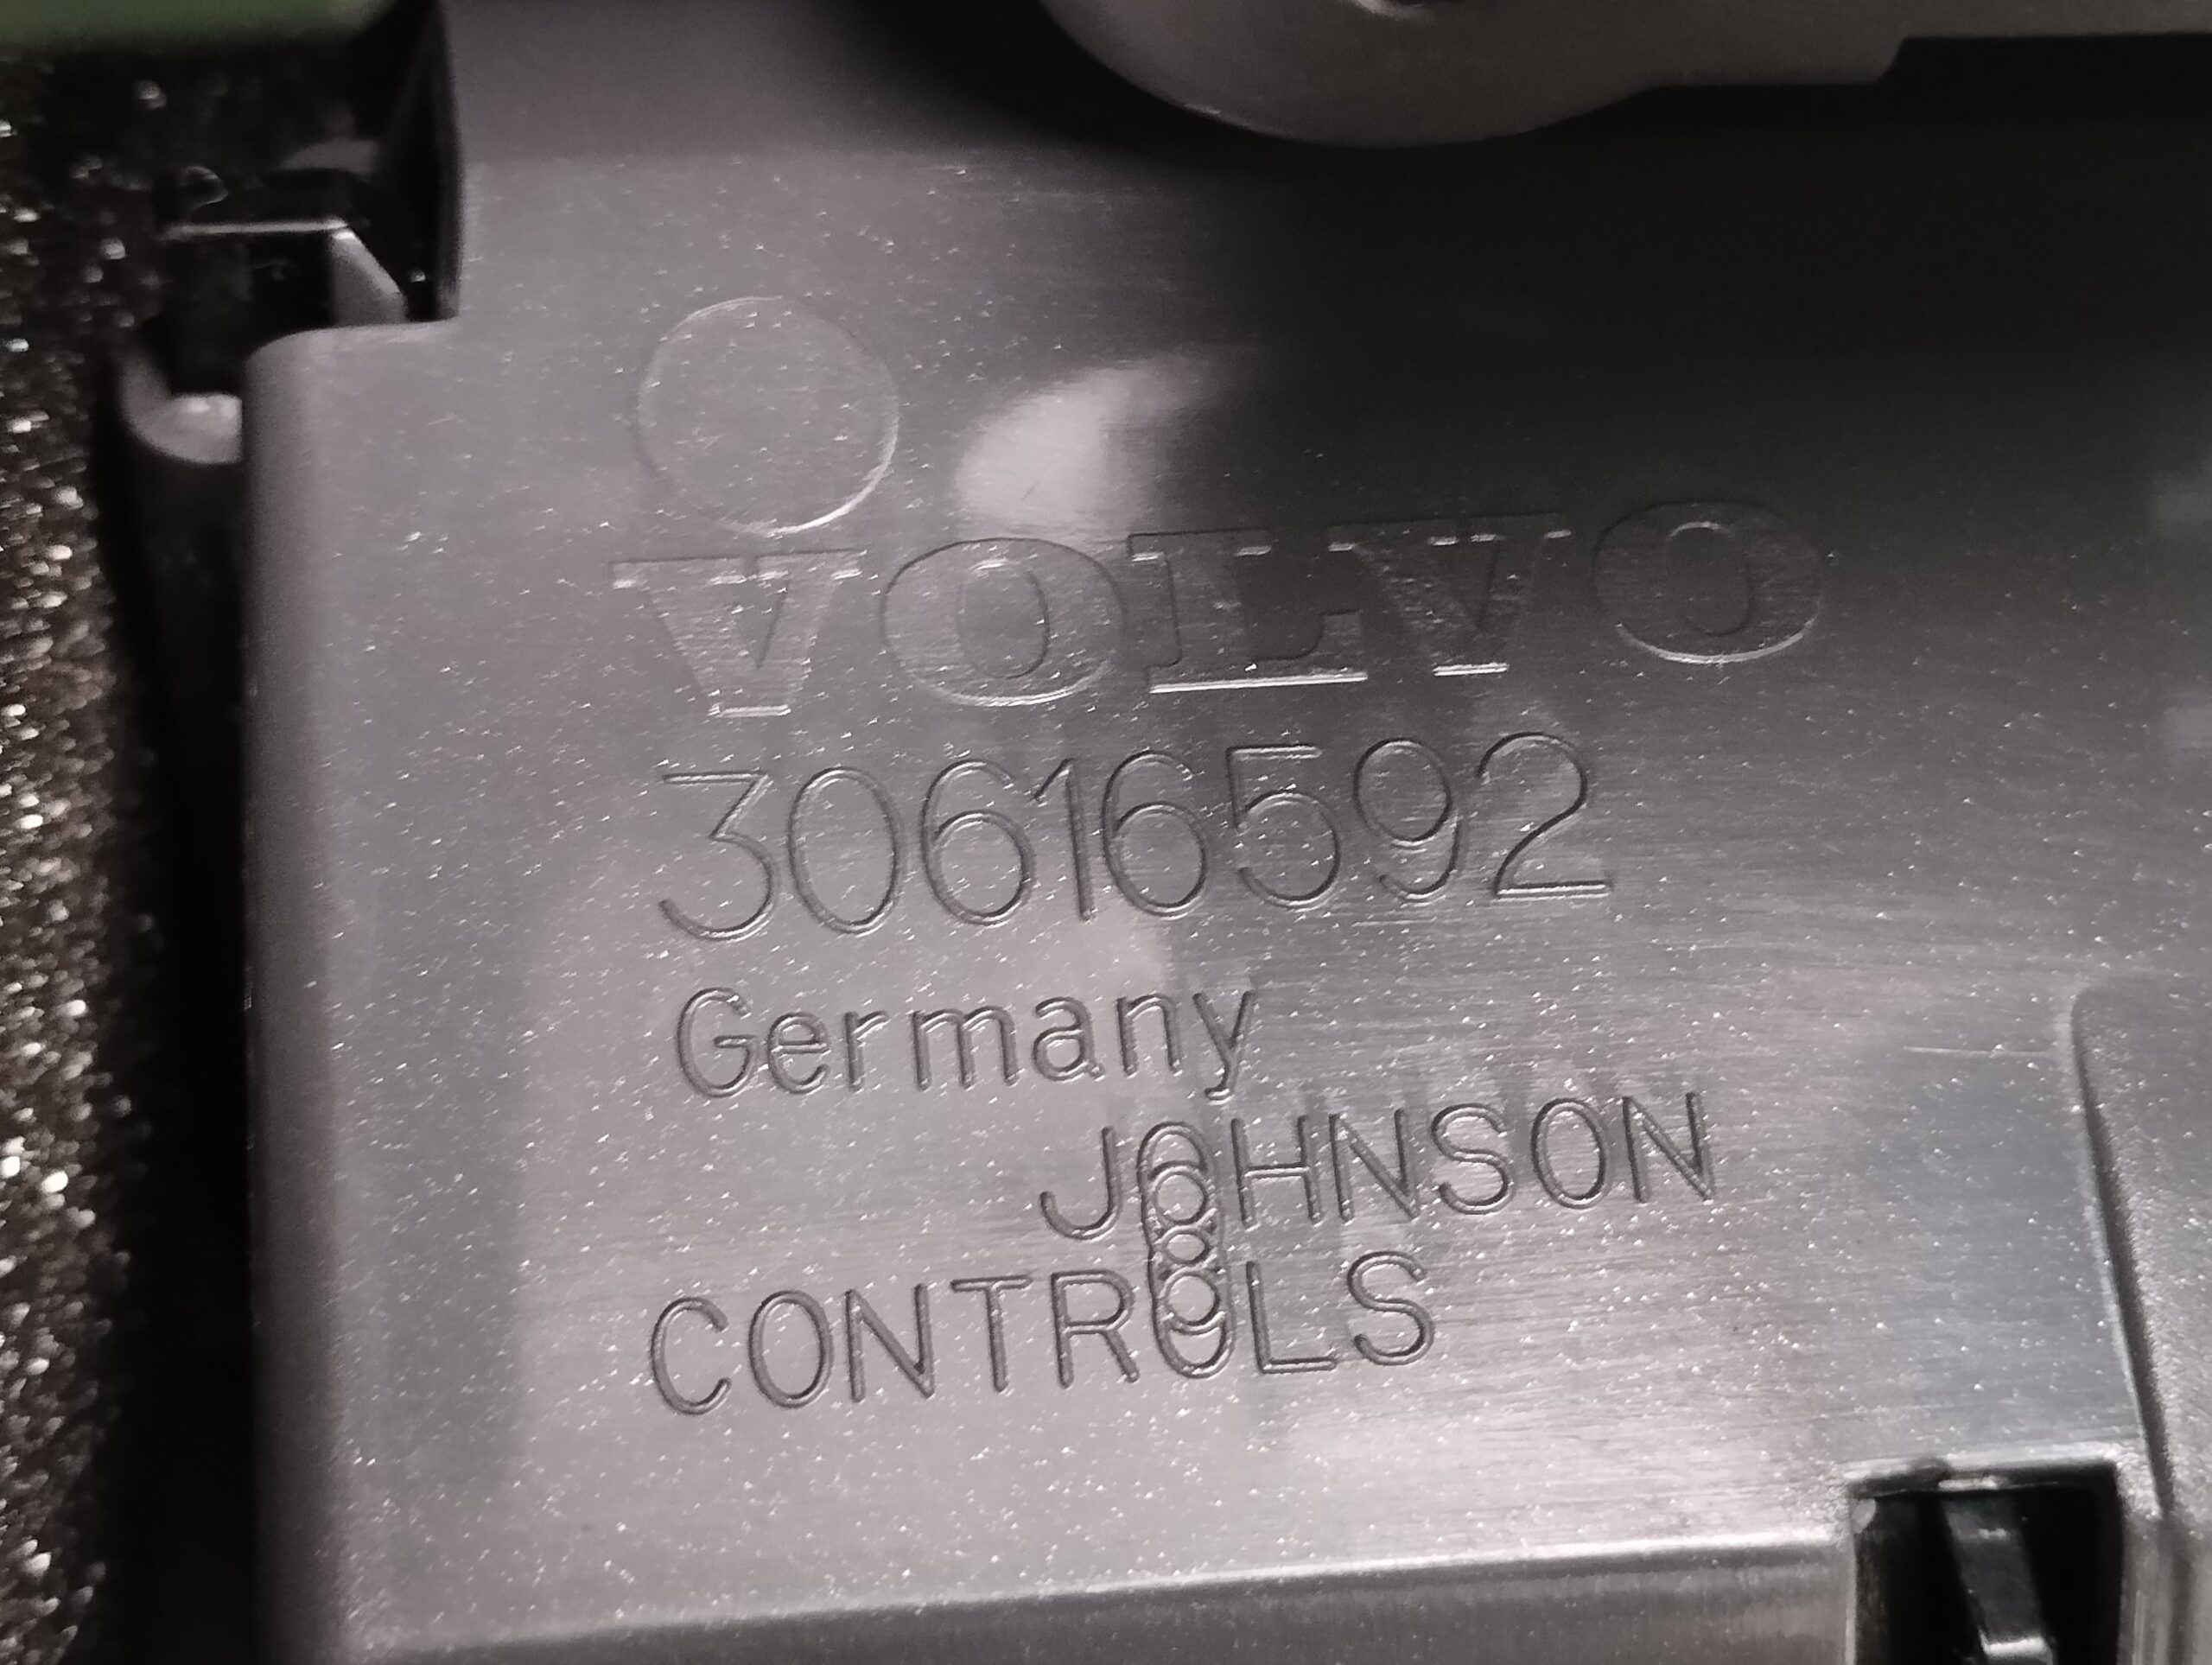 VOLVO
30616592
Germany
JOHNSON
CONTROLS